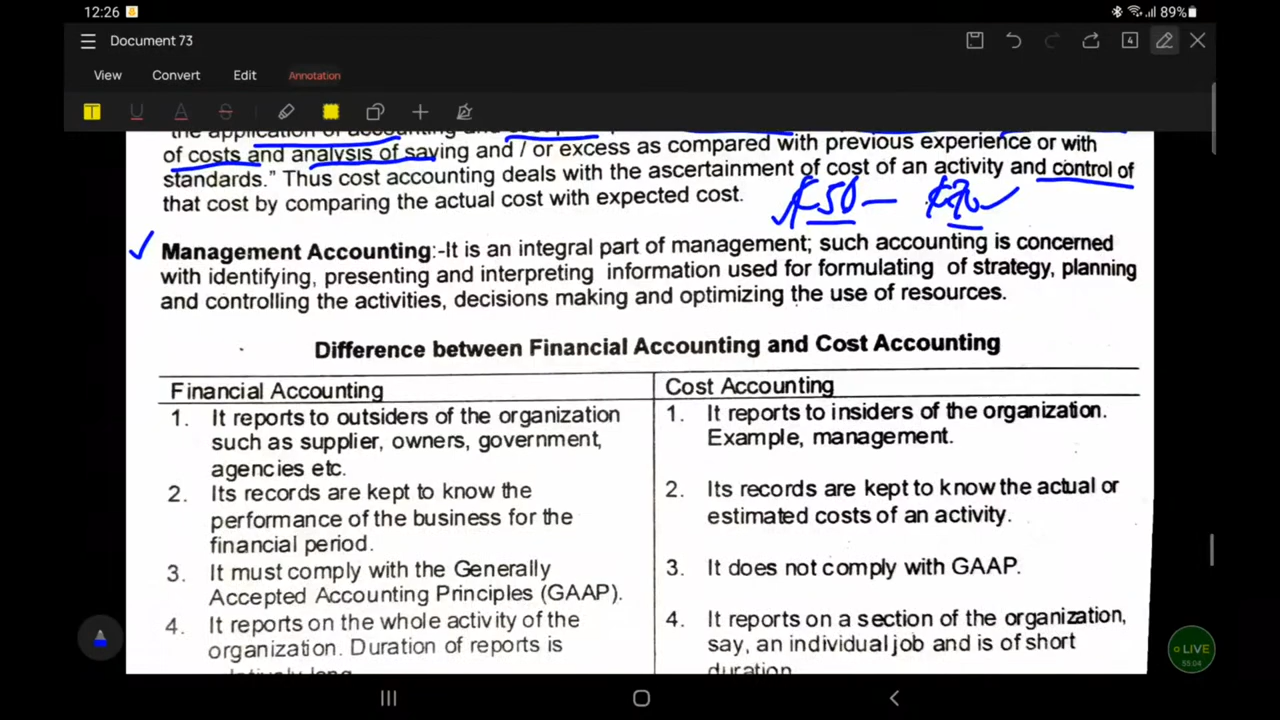 12:26
89%
Document 73
4
View Convert Edit Annotation
T U A S
the application of accounting and
of costs and analysis of saving and / or excess as compared with previous experience or with
standards.” Thus cost accounting deals with the ascertainment of cost of an activity and control of
that cost by comparing the actual cost with expected cost.
50
Management Accounting:-It is an integral part of management; such accounting is concerned
with identifying, presenting and interpreting information used for formulating of strategy, planning
and controlling the activities, decisions making and optimizing the use of resources.
Difference between Financial Accounting and Cost Accounting
Financial Accounting
1. It reports to outsiders of the organization
such as supplier, owners, government,
agencies etc.
2. Its records are kept to know the
performance of the business for the
financial period.
3. It must comply with the Generally
Accepted Accounting Principles (GAAP).
4. It reports on the whole activity of the
organization. Duration of reports is
Cost Accounting
1. It reports to insiders of the organization.
Example, management.
2. Its records are kept to know the actual or
estimated costs of an activity.
3. It does not comply with GAAP.
4. It reports on a section of the organization,
say, an individual job and is of short
duration
LIVE
55:04